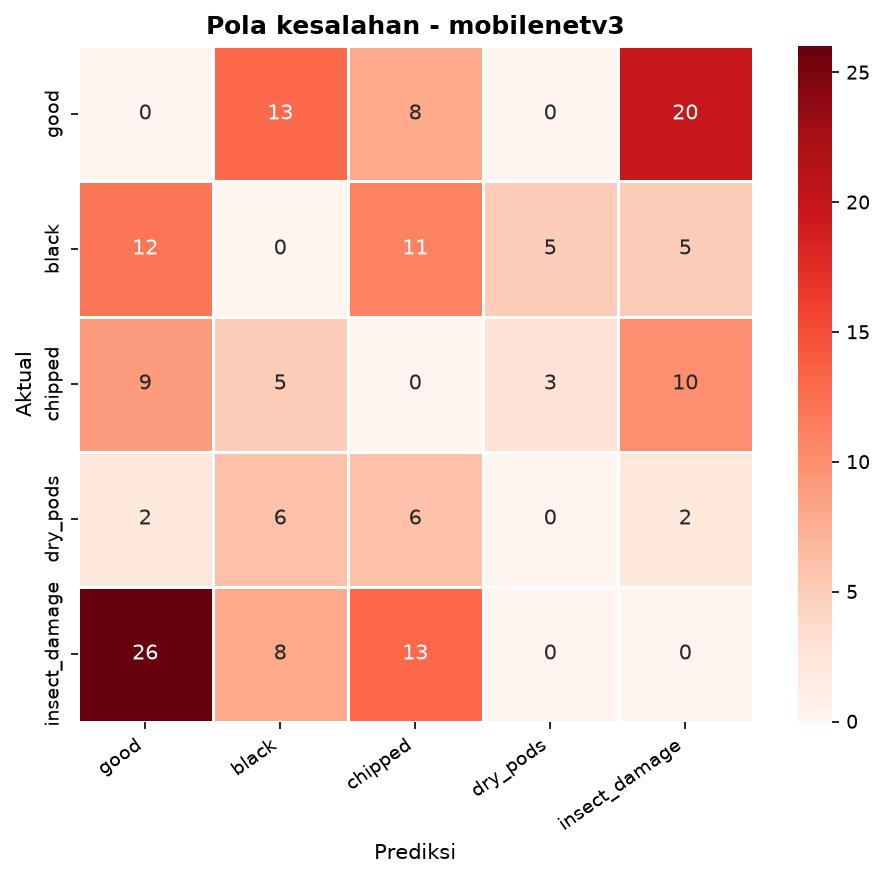 Pola kesalahan - mobilenetv3
good 0 13 8 0 20
black 12 0 11 5 5
chipped 9 5 0 3 10
dry_pods 2 6 6 0 2
insect_damage 26 8 13 0 0
Aktual
good black chipped dry_pods insect_damage
Prediksi
25
20
15
10
5
0